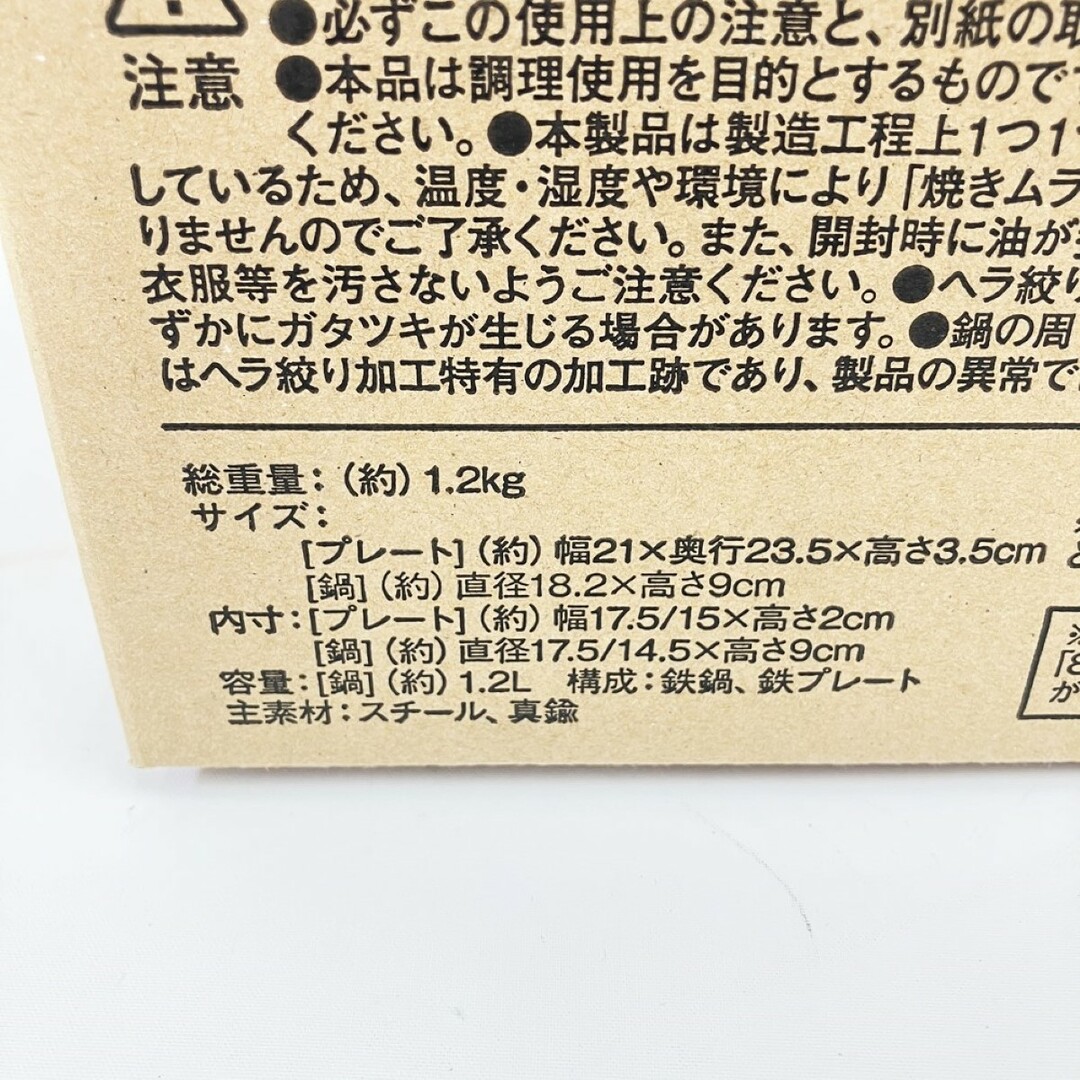 ●必ずこの使用上の注意と、別紙の取
注意 ●本品は調理使用を目的とするもので
ください。●本製品は製造工程上1つ1
しているため、温度・湿度や環境により「焼きムラ
りませんのでご了承ください。また、開封時に油が
衣服等を汚さないようご注意ください。●ヘラ絞り
ずかにガタツキが生じる場合があります。●鍋の周
はヘラ絞り加工特有の加工跡であり、製品の異常で
総重量：（約）1.2kg
サイズ：
[プレート]（約）幅21×奥行23.5×高さ3.5cm
[鍋]（約）直径18.2×高さ9cm
内寸：[プレート]（約）幅17.5/15×高さ2cm
[鍋]（約）直径17.5/14.5×高さ9cm
容量：[鍋]（約）1.2L 構成：鉄鍋、鉄プレート
主素材：スチール、真鍮
と
※
「8
が